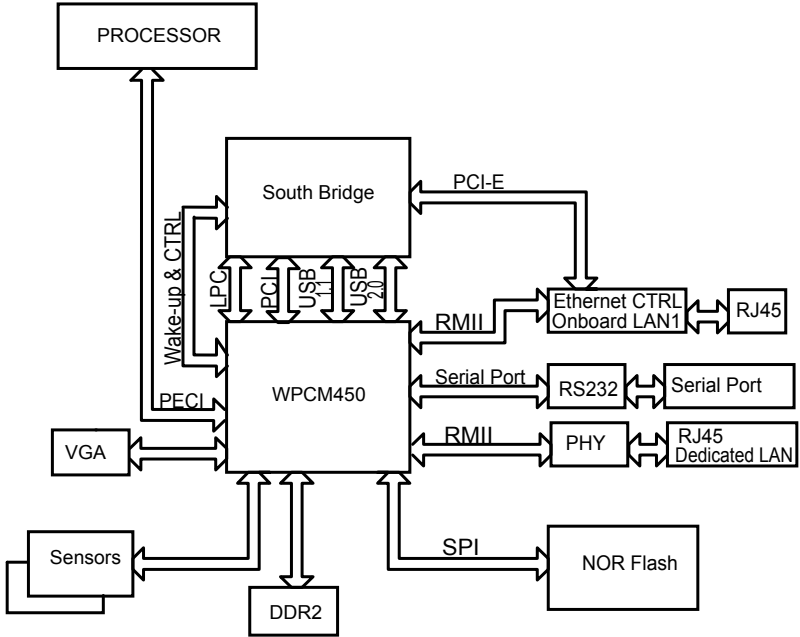 PROCESSOR
South Bridge
PCI-E
Wake-up & CTRL
LPC
PCI
USB
1.1
USB
2.0
RMII
Ethernet CTRL
Onboard LAN1
RJ45
WPCM450
Serial Port
RS232
Serial Port
PECI
VGA
RMII
PHY
RJ45
Dedicated LAN
Sensors
SPI
NOR Flash
DDR2